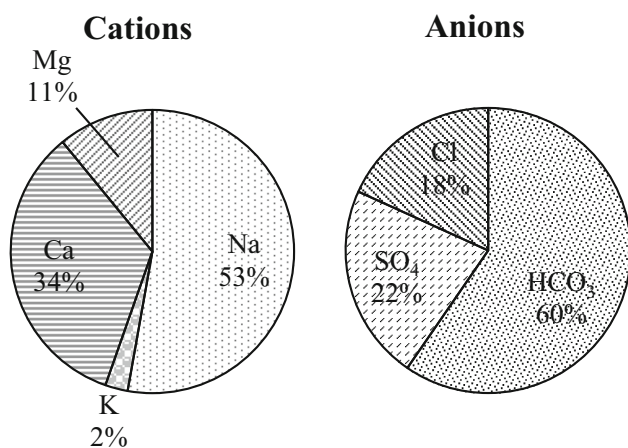 Cations
Mg
11%
Ca
34%
Na
53%
K
2%
Anions
Cl
18%
SO₄
22%
HCO₃
60%